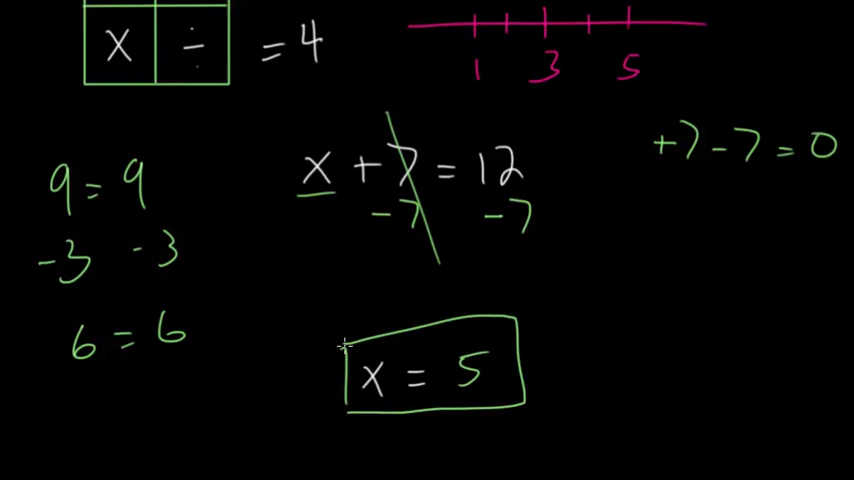 x ÷ = 4
1 3 5
+7 - 7 = 0
x + 7 = 12
- 7 - 7
9 = 9
-3 -3
6 = 6
x = 5